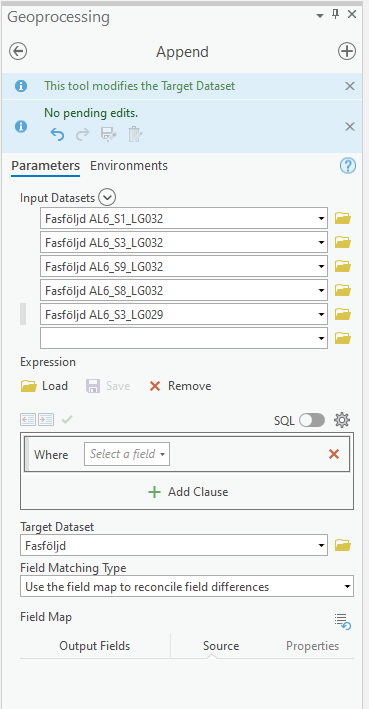 Geoprocessing
Append
This tool modifies the Target Dataset
No pending edits.
Parameters Environments
Input Datasets
Fasföljd AL6_S1_LG032
Fasföljd AL6_S3_LG032
Fasföljd AL6_S9_LG032
Fasföljd AL6_S8_LG032
Fasföljd AL6_S3_LG029
Expression
Load Save Remove
SQL
Where Select a field
Add Clause
Target Dataset
Fasföljd
Field Matching Type
Use the field map to reconcile field differences
Field Map
Output Fields Source Properties